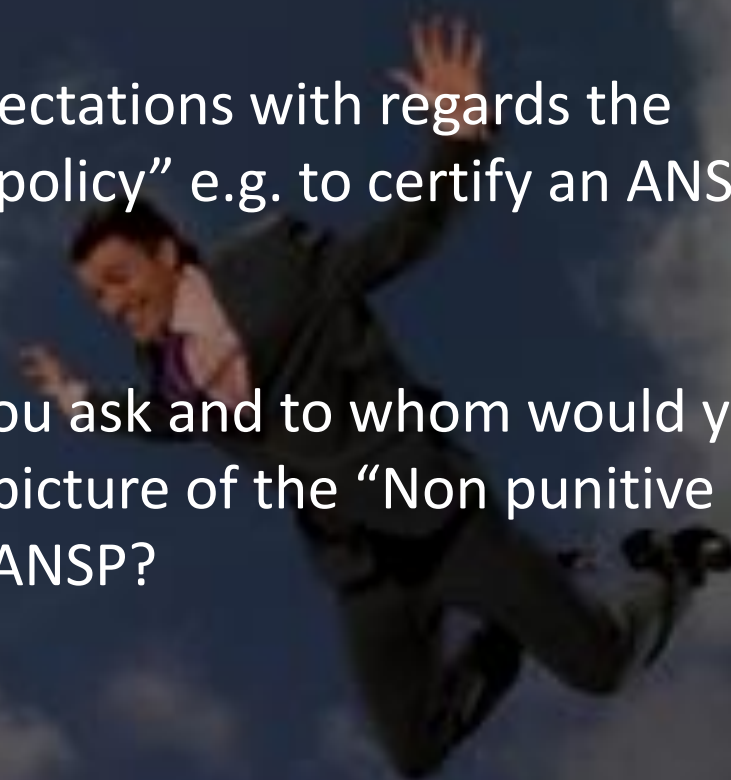 ectations with regards the
policy” e.g. to certify an ANS
ou ask and to whom would y
picture of the “Non punitive
ANSP?